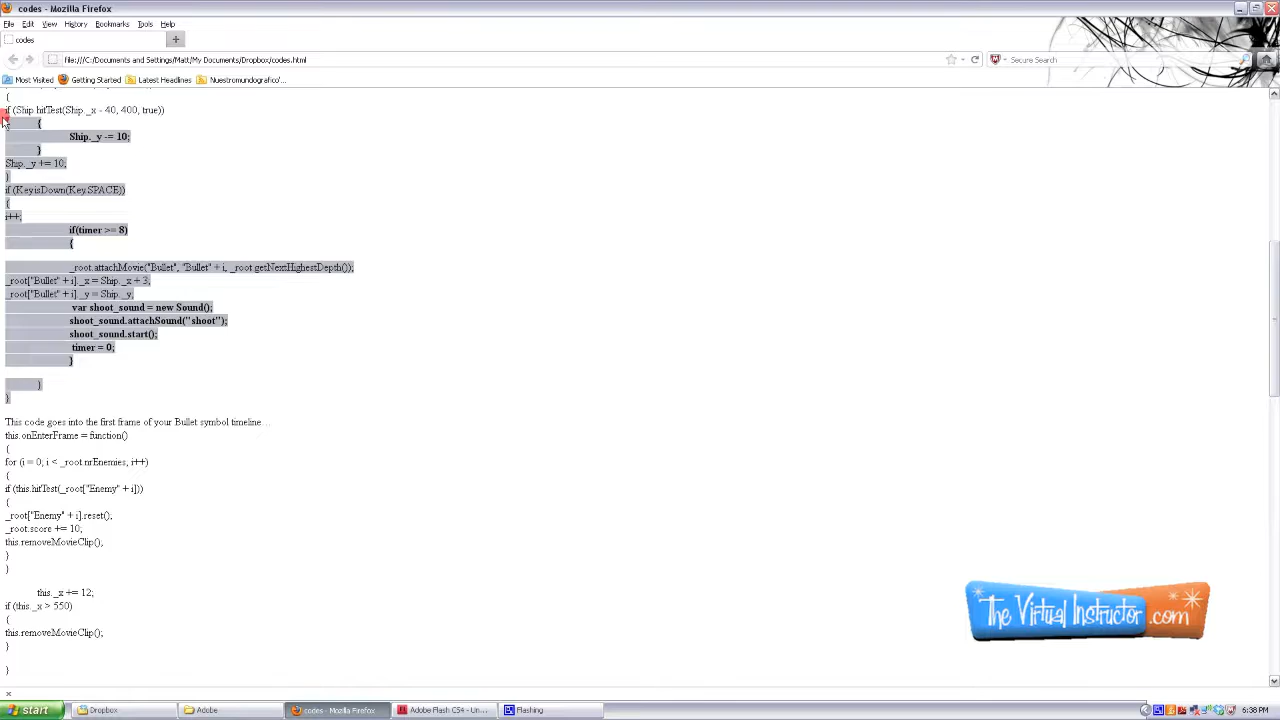 codes - Mozilla Firefox
File Edit View History Bookmarks Tools Help
codes
file:///C:/Documents and Settings/Matt/My Documents/Dropbox/codes.html
Secure Search
Most Visited Getting Started Latest Headlines Nuestromundografico/...
{
if (Ship.hitTest(Ship._x - 40, 400, true))
{
Ship._y -= 10;
}
Ship._y += 10;
}
if (Key.isDown(Key.SPACE))
{
i++;
if(timer >= 8)
{
_root.attachMovie("Bullet", "Bullet" + i, _root.getNextHighestDepth());
_root["Bullet" + i]._x = Ship._x + 3;
_root["Bullet" + i]._y = Ship._y;
var shoot_sound = new Sound();
shoot_sound.attachSound("shoot");
shoot_sound.start();
timer = 0;
}
}
}
This code goes into the first frame of your Bullet symbol timeline…
this.onEnterFrame = function()
{
for (i = 0; i < _root.nrEnemies; i++)
{
if (this.hitTest(_root["Enemy" + i]))
{
_root["Enemy" + i].reset();
_root.score += 10;
this.removeMovieClip();
}
}
this._x += 12;
if (this._x > 550)
{
this.removeMovieClip();
}
}
The Virtual Instructor.com
x
start Dropbox Adobe codes - Mozilla Firefox Adobe Flash CS4 - Un... Flashing 6:38 PM